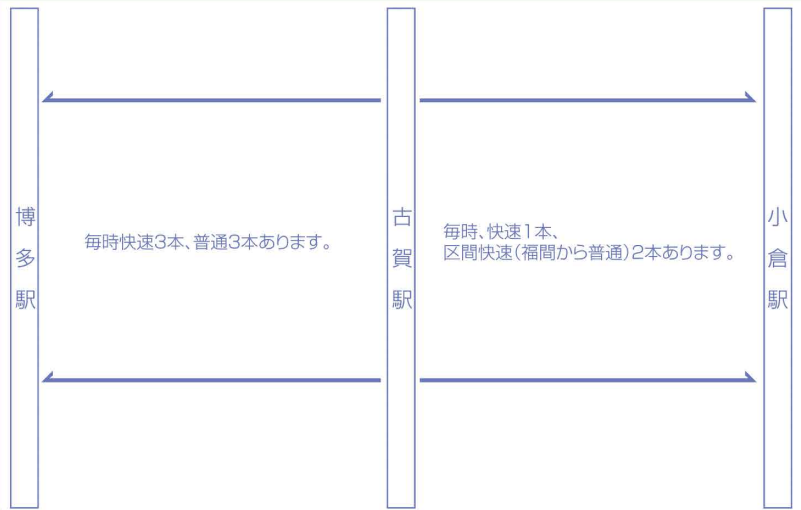 博多駅
毎時快速3本、普通3本あります。
古賀駅
毎時、快速1本、
区間快速(福間から普通)2本あります。
小倉駅